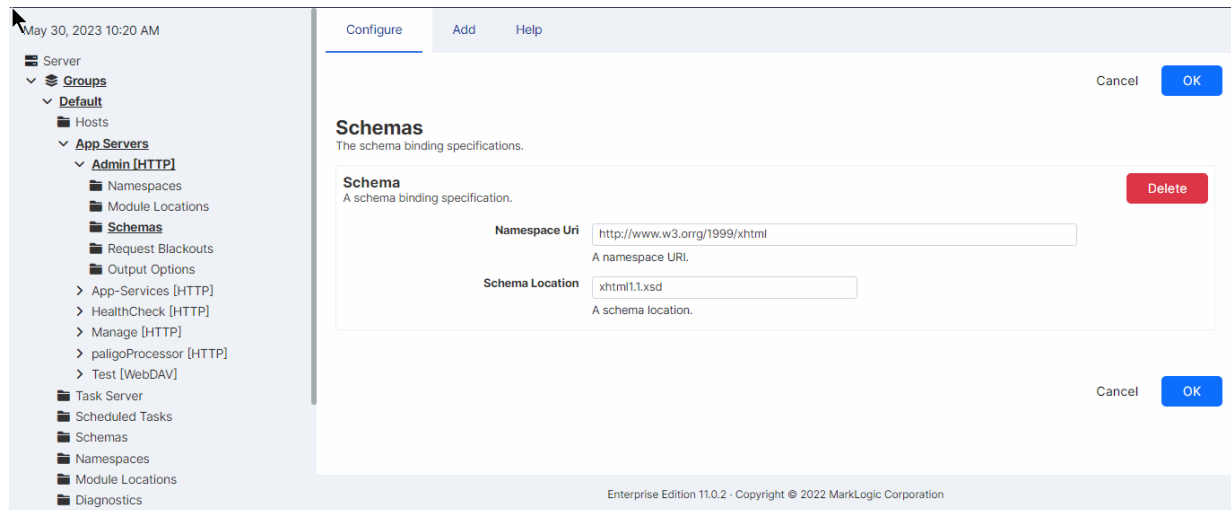 May 30, 2023 10:20 AM
Server
Groups
Default
Hosts
App Servers
Admin [HTTP]
Namespaces
Module Locations
Schemas
Request Blackouts
Output Options
App-Services [HTTP]
HealthCheck [HTTP]
Manage [HTTP]
paligoProcessor [HTTP]
Test [WebDAV]
Task Server
Scheduled Tasks
Schemas
Namespaces
Module Locations
Diagnostics
Configure Add Help
Cancel OK
Schemas
The schema binding specifications.
Schema
A schema binding specification.
Delete
Namespace Uri http://www.w3.orrg/1999/xhtml
A namespace URI.
Schema Location xhtml1.1.xsd
A schema location.
Cancel OK
Enterprise Edition 11.0.2 · Copyright © 2022 MarkLogic Corporation